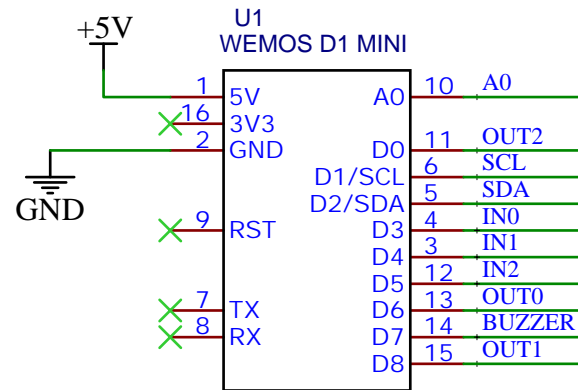 U1
WEMOS D1 MINI
+5V
1 5V A0 10 A0
16 3V3
2 GND D0 11 OUT2
D1/SCL 6 SCL
GND D2/SDA 5 SDA
9 RST D3 4 IN0
D4 3 IN1
D5 12 IN2
7 TX D6 13 OUT0
8 RX D7 14 BUZZER
D8 15 OUT1